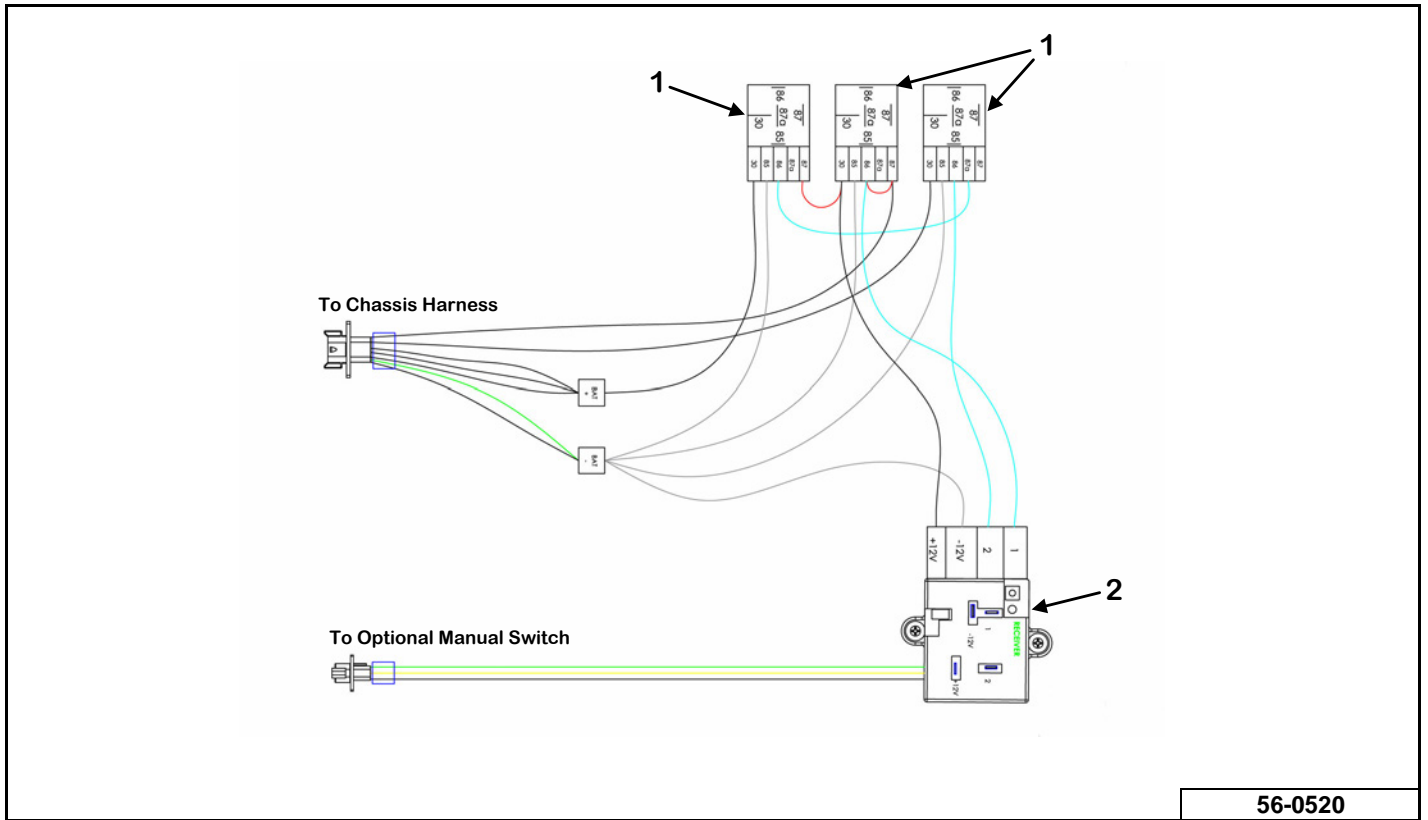 1
1
86
87a
87
30
85
86
87a
87
30
85
86
87a
87
30
85
30 85 86 87a 87
30 85 86 87a 87
30 85 86 87a 87
To Chassis Harness
BAT +
BAT -
+12V -12V 2 1
2
1
-12V
RECEIVER
+12V
2
To Optional Manual Switch
56-0520